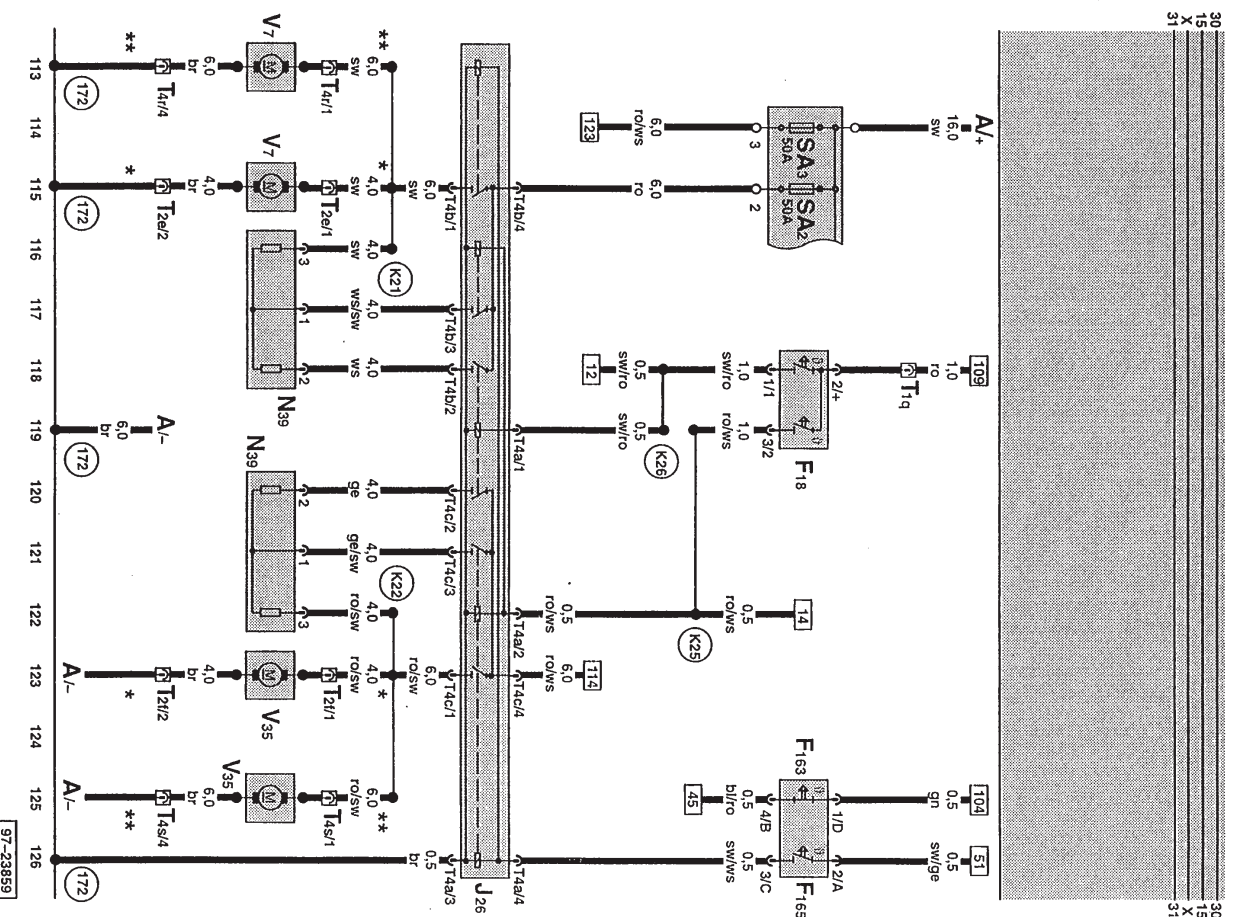 30
15
X
31
A/+
16,0
sw
SA3
50A
3
6,0
ro/ws
123
**
6,0
sw
T4r/1
V7
6,0
br
T4r/4
**
172
113
114
SA2
50A
2
6,0
ro
T4b/4
T4b/1
6,0
sw
*
4,0
sw
T2e/1
V7
4,0
br
T2e/2
*
172
115
4,0
sw
3
K21
116
T4b/3
4,0
ws/sw
1
117
109
1,0
ro
T1q
2/+
1/1
1,0
sw/ro
0,5
sw/ro
12
T4b/2
4,0
ws
2
N39
118
3/2
1,0
ro/ws
F18
K26
0,5
sw/ro
T4a/1
A/-
6,0
br
172
119
T4c/2
4,0
ge
2
N39
120
T4c/3
4,0
ge/sw
1
K22
121
14
0,5
ro/ws
K25
0,5
ro/ws
T4a/2
4,0
ro/sw
3
122
114
6,0
ro/ws
T4c/4
T4c/1
6,0
ro/sw
*
4,0
ro/sw
T2f/1
V35
4,0
br
T2f/2
*
A/-
123
124
104
0,5
gn
1/D
F163
4/B
0,5
bl/ro
45
**
6,0
ro/sw
T4s/1
V35
6,0
br
T4s/4
**
A/-
125
51
0,5
sw/ge
2/A
F165
3/C
0,5
sw/ws
T4a/4
J26
T4a/3
0,5
br
172
126
30
15
X
31
97-23859